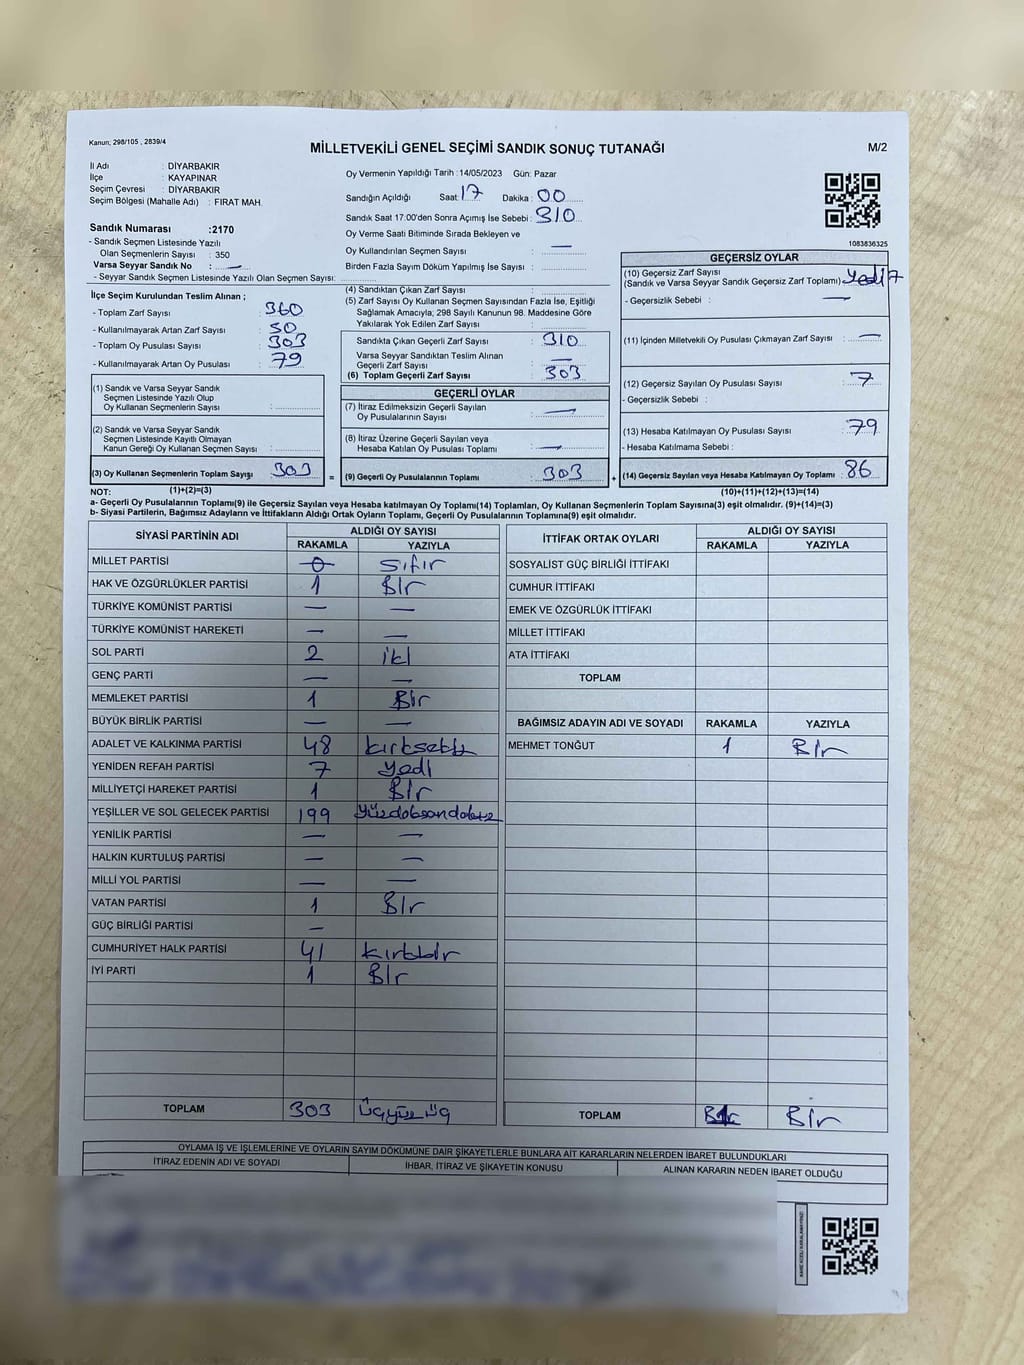 Kanun; 298/105 , 2839/4
MİLLETVEKİLİ GENEL SEÇİMİ SANDIK SONUÇ TUTANAĞI
M/2
İl Adı : DİYARBAKIR
İlçe : KAYAPINAR
Seçim Çevresi : DİYARBAKIR
Seçim Bölgesi (Mahalle Adı) : FIRAT MAH.
Sandık Numarası :2170
- Sandık Seçmen Listesinde Yazılı
Olan Seçmenlerin Sayısı : 350
Varsa Seyyar Sandık No : —
- Seyyar Sandık Seçmen Listesinde Yazılı Olan Seçmen Sayısı:
Oy Vermenin Yapıldığı Tarih :14/05/2023 Gün: Pazar
Sandığın Açıldığı Saat: 17 Dakika : 00
Sandık Saat 17:00'den Sonra Açımış İse Sebebi : 310
Oy Verme Saati Bitiminde Sırada Bekleyen ve
Oy Kullandırılan Seçmen Sayısı : —
Birden Fazla Sayım Döküm Yapılmış İse Sayısı :
1083836325
İlçe Seçim Kurulundan Teslim Alınan ;
- Toplam Zarf Sayısı : 360
- Kullanılmayarak Artan Zarf Sayısı : 50
- Toplam Oy Pusulası Sayısı : 303
- Kullanılmayarak Artan Oy Pusulası : 79
(1) Sandık ve Varsa Seyyar Sandık
Seçmen Listesinde Yazılı Olup
Oy Kullanan Seçmenlerin Sayısı :
(2) Sandık ve Varsa Seyyar Sandık
Seçmen Listesinde Kayıtlı Olmayan
Kanun Gereği Oy Kullanan Seçmen Sayısı :
(3) Oy Kullanan Seçmenlerin Toplam Sayışı 303
(1)+(2)=(3)
(4) Sandıktan Çıkan Zarf Sayısı :
(5) Zarf Sayısı Oy Kullanan Seçmen Sayısından Fazla İse, Eşitliği
Sağlamak Amacıyla; 298 Sayılı Kanunun 98. Maddesine Göre
Yakılarak Yok Edilen Zarf Sayısı :
Sandıkta Çıkan Geçerli Zarf Sayısı : 310
Varsa Seyyar Sandıktan Teslim Alınan
Geçerli Zarf Sayısı : —
(6) Toplam Geçerli Zarf Sayısı : 303
GEÇERLİ OYLAR
(7) İtiraz Edilmeksizin Geçerli Sayılan
Oy Pusulalarının Sayısı : —
(8) İtiraz Üzerine Geçerli Sayılan veya
Hesaba Katılan Oy Pusulası Toplamı : —
= (9) Geçerli Oy Pusulalarının Toplamı : 303
GEÇERSİZ OYLAR
(10) Geçersiz Zarf Sayısı
(Sandık ve Varsa Seyyar Sandık Geçersiz Zarf Toplamı) : Yedi 7
- Geçersizlik Sebebi : —
(11) İçinden Milletvekili Oy Pusulası Çıkmayan Zarf Sayısı : —
(12) Geçersiz Sayılan Oy Pusulası Sayısı : 7
- Geçersizlik Sebebi :
(13) Hesaba Katılmayan Oy Pusulası Sayısı : 79
- Hesaba Katılmama Sebebi :
+ (14) Geçersiz Sayılan veya Hesaba Katılmayan Oy Toplamı : 86
(10)+(11)+(12)+(13)=(14)
NOT:
a- Geçerli Oy Pusulalarının Toplamı(9) ile Geçersiz Sayılan veya Hesaba katılmayan Oy Toplamı(14) Toplamları, Oy Kullanan Seçmenlerin Toplam Sayısına(3) eşit olmalıdır. (9)+(14)=(3)
b- Siyasi Partilerin, Bağımsız Adayların ve İttifakların Aldığı Ortak Oyların Toplamı, Geçerli Oy Pusulalarının Toplamına(9) eşit olmalıdır.
SİYASİ PARTİNİN ADI ALDIĞI OY SAYISI
RAKAMLA YAZIYLA
MİLLET PARTİSİ 0 sıfır
HAK VE ÖZGÜRLÜKLER PARTİSİ 1 Bir
TÜRKİYE KOMÜNİST PARTİSİ — —
TÜRKİYE KOMÜNİST HAREKETİ — —
SOL PARTİ 2 iki
GENÇ PARTİ — —
MEMLEKET PARTİSİ 1 Bir
BÜYÜK BİRLİK PARTİSİ — —
ADALET VE KALKINMA PARTİSİ 48
YENİDEN REFAH PARTİSİ 7 Yedi
MİLLİYETÇİ HAREKET PARTİSİ 1 Bir
YEŞİLLER VE SOL GELECEK PARTİSİ 199
YENİLİK PARTİSİ — —
HALKIN KURTULUŞ PARTİSİ — —
MİLLİ YOL PARTİSİ — —
VATAN PARTİSİ 1 Bir
GÜÇ BİRLİĞİ PARTİSİ —
CUMHURİYET HALK PARTİSİ 41 kırkbir
İYİ PARTİ 1 Bir
TOPLAM 303 üçyüz üç
İTTİFAK ORTAK OYLARI ALDIĞI OY SAYISI
RAKAMLA YAZIYLA
SOSYALİST GÜÇ BİRLİĞİ İTTİFAKI
CUMHUR İTTİFAKI
EMEK VE ÖZGÜRLÜK İTTİFAKI
MİLLET İTTİFAKI
ATA İTTİFAKI
TOPLAM
BAĞIMSIZ ADAYIN ADI VE SOYADI RAKAMLA YAZIYLA
MEHMET TONĞUT 1 Bir
TOPLAM Bir
OYLAMA İŞ VE İŞLEMLERİNE VE OYLARIN SAYIM DÖKÜMÜNE DAİR ŞİKAYETLERLE BUNLARA AİT KARARLARIN NELERDEN İBARET BULUNDUKLARI
İTİRAZ EDENİN ADI VE SOYADI İHBAR, İTİRAZ VE ŞİKAYETİN KONUSU ALINAN KARARIN NEDEN İBARET OLDUĞU